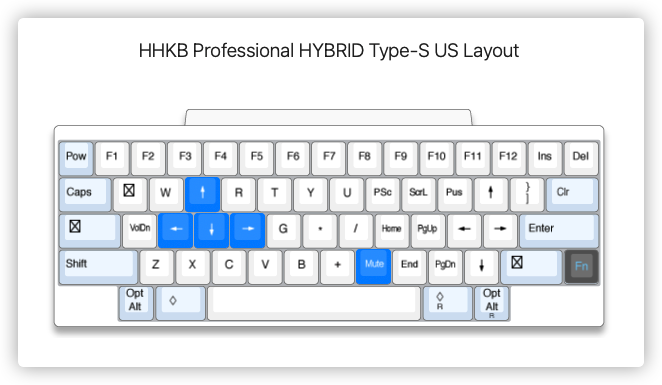 HHKB Professional HYBRID Type-S US Layout
Pow F1 F2 F3 F4 F5 F6 F7 F8 F9 F10 F11 F12 Ins Del
Caps W ↑ R T Y U PSc ScrL Pus ↑ } ] Clr
VolDn ← ↓ → G * / Home PgUp ← → Enter
Shift Z X C V B + Mute End PgDn ↓ Fn
Opt Alt ◇ ◇ R Opt Alt R